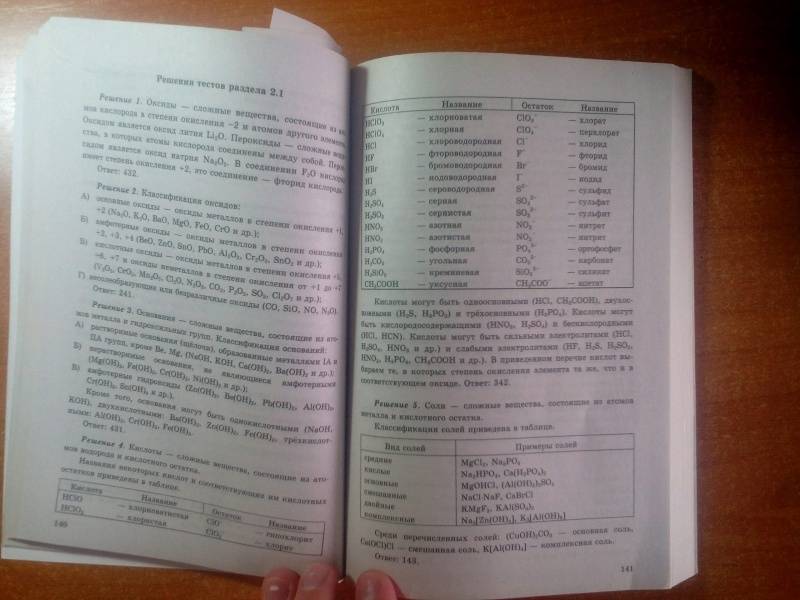 Решения тестов раздела 2.1
Решение 1. Оксиды — сложные вещества, состоящие из
мов кислорода в степени окисления −2 и атомов другого
Оксидом является оксид лития Li₂O. Пероксиды — сложные
ства, в которых атомы кислорода соединены между собой.
сидом является оксид натрия Na₂O₂. В соединении F₂O кислород
имеет степень окисления +2, это соединение — фторид кислорода.
Ответ: 432.
Решение 2. Классификация оксидов:
А) основные оксиды — оксиды металлов в степени окисления +1,
+2 (Na₂O, K₂O, BaO, MgO, FeO, CrO и др.);
Б) амфотерные оксиды — оксиды металлов в степени окисления
+2, +3, +4 (BeO, ZnO, SnO, PbO, Al₂O₃, Cr₂O₃, SnO₂ и др.);
В) кислотные оксиды — оксиды металлов в степени окисления +5,
+6, +7 и оксиды неметаллов в степени окисления от +1 до +7
(V₂O₅, CrO₃, Mn₂O₇, Cl₂O, N₂O₃, CO₂, P₂O₅, SO₃, Cl₂O₇ и др.);
Г) несолеобразующие или безразличные оксиды (CO, SiO, NO, N₂O).
Ответ: 241.
Решение 3. Основания — сложные вещества, состоящие из ато-
мов металла и гидроксильных групп. Классификация оснований:
А) растворимые основания (щёлочи), образованные металлами IA и
IIA групп, кроме Be, Mg, (NaOH, KOH, Ca(OH)₂, Ba(OH)₂ и др.);
Б) нерастворимые основания, не являющиеся амфотерными
(Mg(OH)₂, Fe(OH)₂, Cr(OH)₂, Ni(OH)₂ и др.);
В) амфотерные гидроксиды (Zn(OH)₂, Be(OH)₂, Pb(OH)₂, Al(OH)₃,
Cr(OH)₃, Sn(OH)₂ и др.).
Кроме того, основания могут быть однокислотными (NaOH,
KOH), двухкислотными: Ba(OH)₂, Zn(OH)₂, Fe(OH)₂, трёхкислот-
ными: Al(OH)₃, Cr(OH)₃, Fe(OH)₃.
Ответ: 431.
Решение 4. Кислоты — сложные вещества, состоящие из ато-
мов водорода и кислотного остатка.
Названия некоторых кислот и соответствующих им кислотных
остатков приведены в таблице.
Кислота Название Остаток Название
HClO — хлорноватистая ClO⁻ — гипохлорит
HClO₂ — хлористая ClO₂⁻ — хлорит
140
Кислота Название Остаток Название
HClO₃ — хлорноватая ClO₃⁻ — хлорат
HClO₄ — хлорная ClO₄⁻ — перхлорат
HCl — хлороводородная Cl⁻ — хлорид
HF — фтороводородная F⁻ — фторид
HBr — бромоводородная Br⁻ — бромид
HI — иодоводородная I⁻ — иодид
H₂S — сероводородная S²⁻ — сульфид
H₂SO₄ — серная SO₄²⁻ — сульфат
H₂SO₃ — сернистая SO₃²⁻ — сульфит
HNO₃ — азотная NO₃⁻ — нитрат
HNO₂ — азотистая NO₂⁻ — нитрит
H₃PO₄ — фосфорная PO₄³⁻ — ортофосфат
H₂CO₃ — угольная CO₃²⁻ — карбонат
H₂SiO₃ — кремниевая SiO₃²⁻ — силикат
CH₃COOH — уксусная CH₃COO⁻ — ацетат
Кислоты могут быть одноосновными (HCl, CH₃COOH), двухос-
новными (H₂S, H₂PO₃) и трёхосновными (H₃PO₄). Кислоты могут
быть кислородосодержащими (HNO₃, H₂SO₄) и бескислородными
(HCl, HCN). Кислоты могут быть сильными электролитами (HCl,
H₂SO₄, HNO₃ и др.) и слабыми электролитами (HF, H₂S, H₂SO₃,
HNO₂, H₃PO₄, CH₃COOH и др.). В приведённом перечне кислот вы-
бираем те, в которых степень окисления элемента та же, что и в
соответствующем оксиде. Ответ: 342.
Решение 5. Соли — сложные вещества, состоящие из атомов
металла и кислотного остатка.
Классификация солей приведена в таблице.
Вид солей Примеры солей
средние MgCl₂, Na₃PO₄
кислые Na₂HPO₄, Ca(H₂PO₄)₂
основные MgOHCl, (Al(OH)₂)₂SO₄
смешанные NaCl·NaF, CaBrCl
двойные KMgF₃, KAl(SO₄)₂
комплексные Na₂[Zn(OH)₄], K₃[Al(OH)₆]
Среди перечисленных солей: (CuOH)₂CO₃ — основная соль,
Ca(OCl)Cl — смешанная соль, K[Al(OH)₄] — комплексная соль.
Ответ: 143.
141